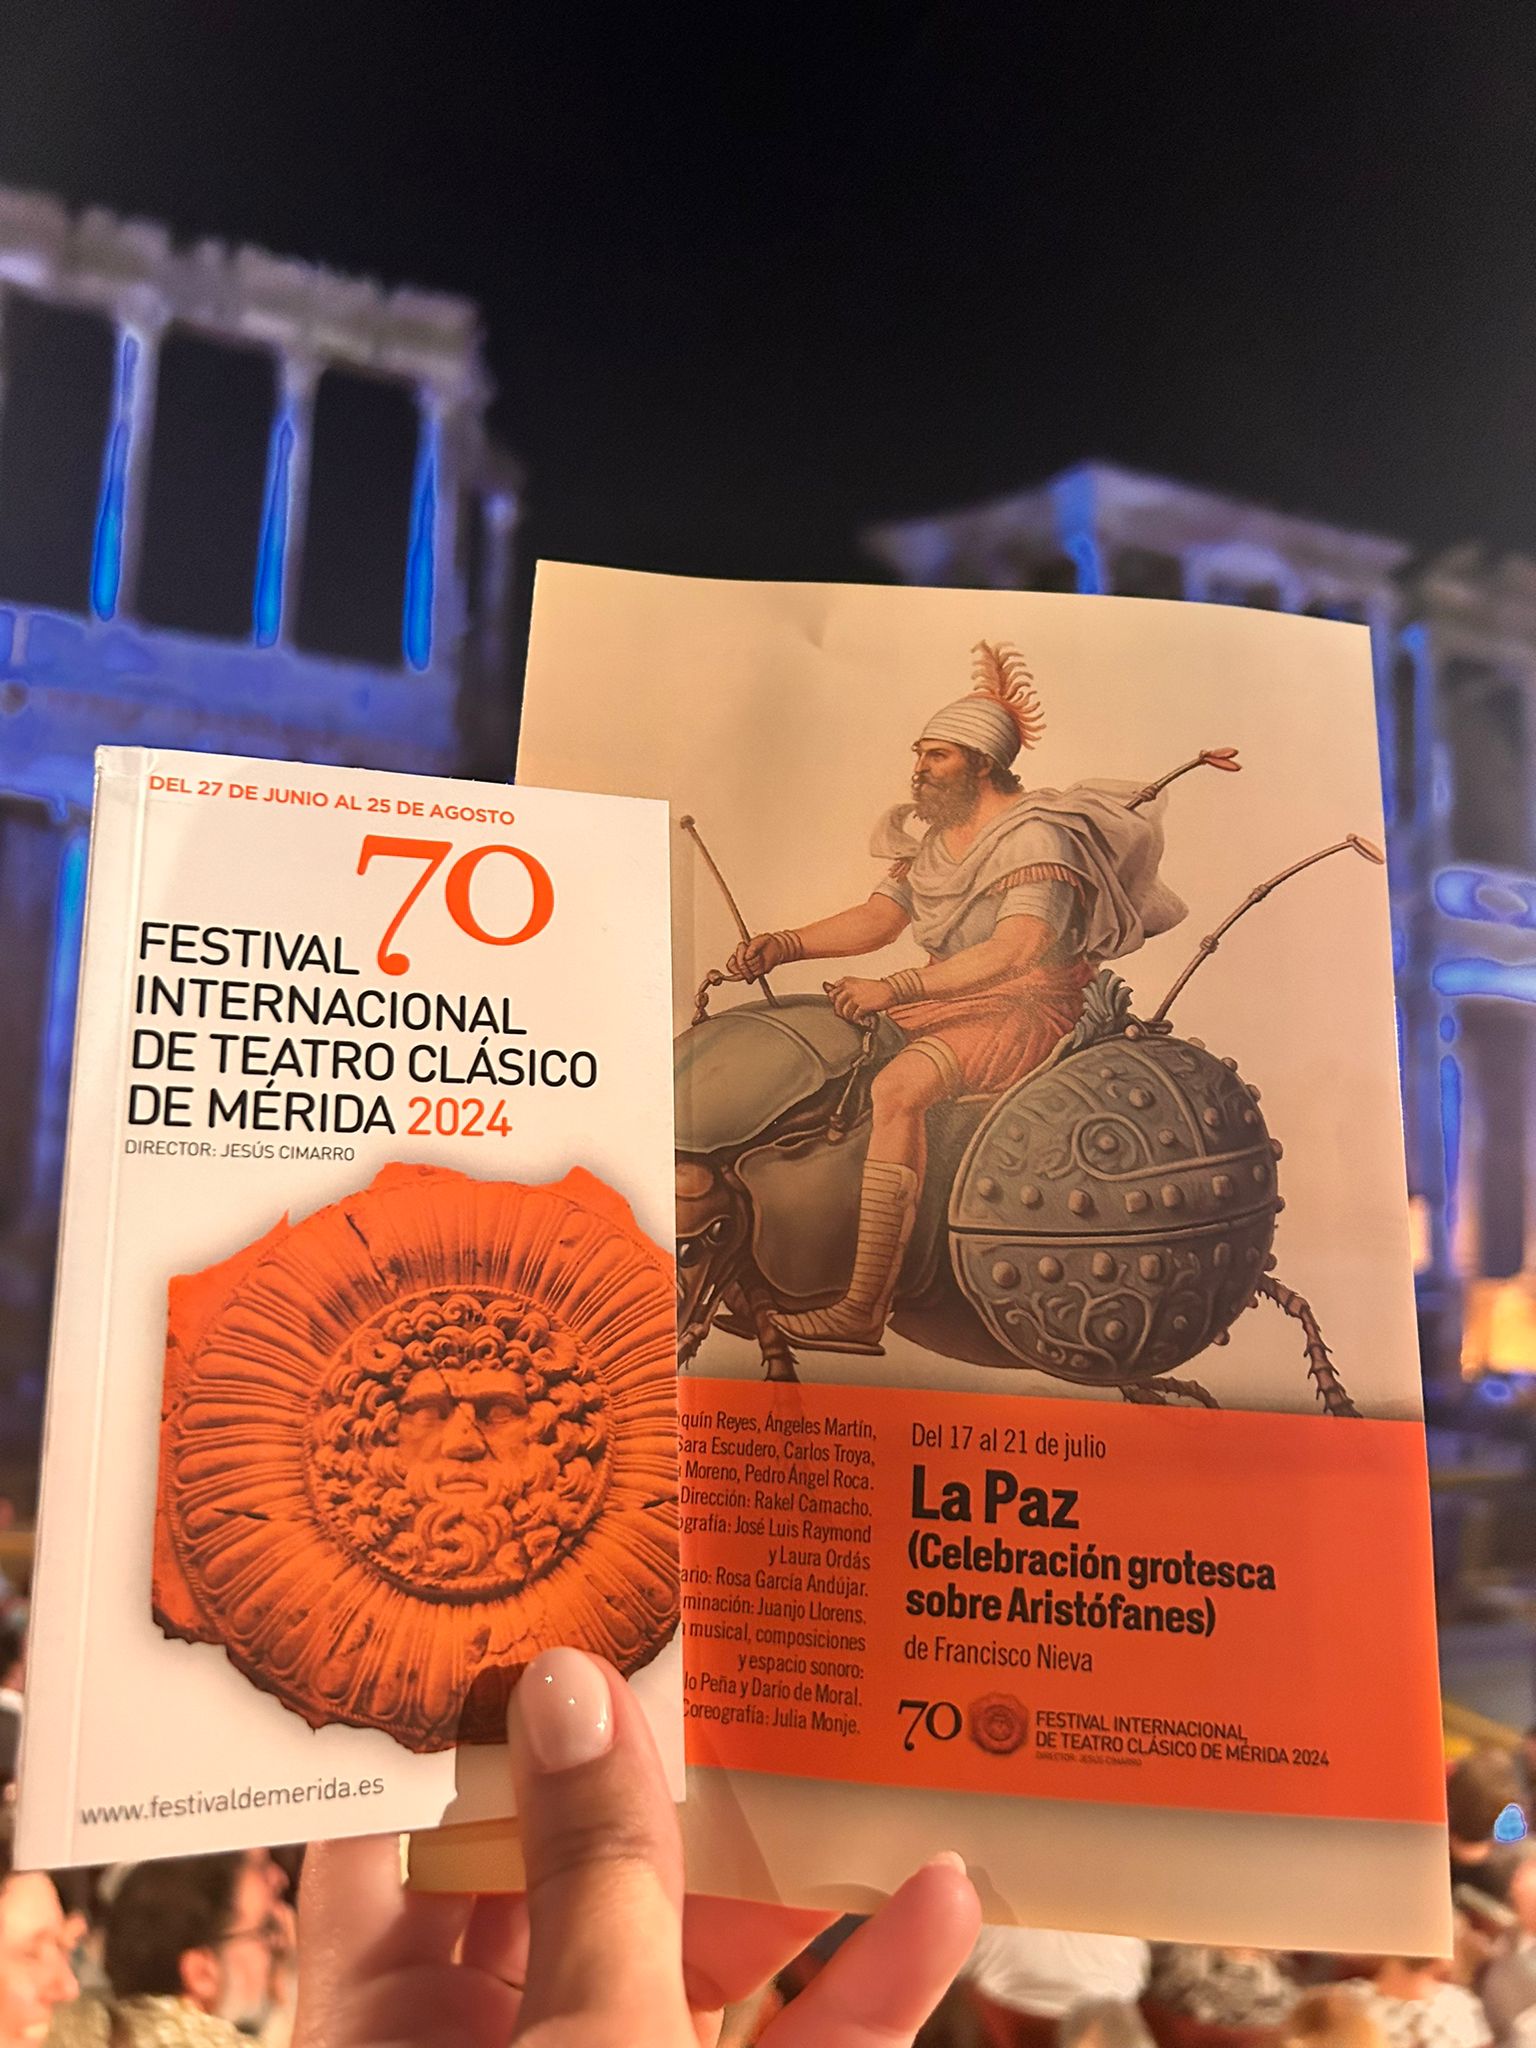 DEL 27 DE JUNIO AL 25 DE AGOSTO
70
FESTIVAL
INTERNACIONAL
DE TEATRO CLÁSICO
DE MÉRIDA 2024
DIRECTOR: JESÚS CIMARRO
www.festivaldemerida.es
Reyes, Ángeles Martín,
Sara Escudero, Carlos Troya,
Moreno, Pedro Ángel Roca.
Dirección: Rakel Camacho.
José Luis Raymond
y Laura Ordás
Rosa García Andújar.
Juanjo Llorens.
musical, composiciones
y espacio sonoro:
Peña y Darío de Moral.
Coreografía: Julia Monje.
Del 17 al 21 de julio
La Paz
(Celebración grotesca
sobre Aristófanes)
de Francisco Nieva
70
FESTIVAL INTERNACIONAL
DE TEATRO CLÁSICO DE MÉRIDA 2024
DIRECTOR: JESÚS CIMARRO